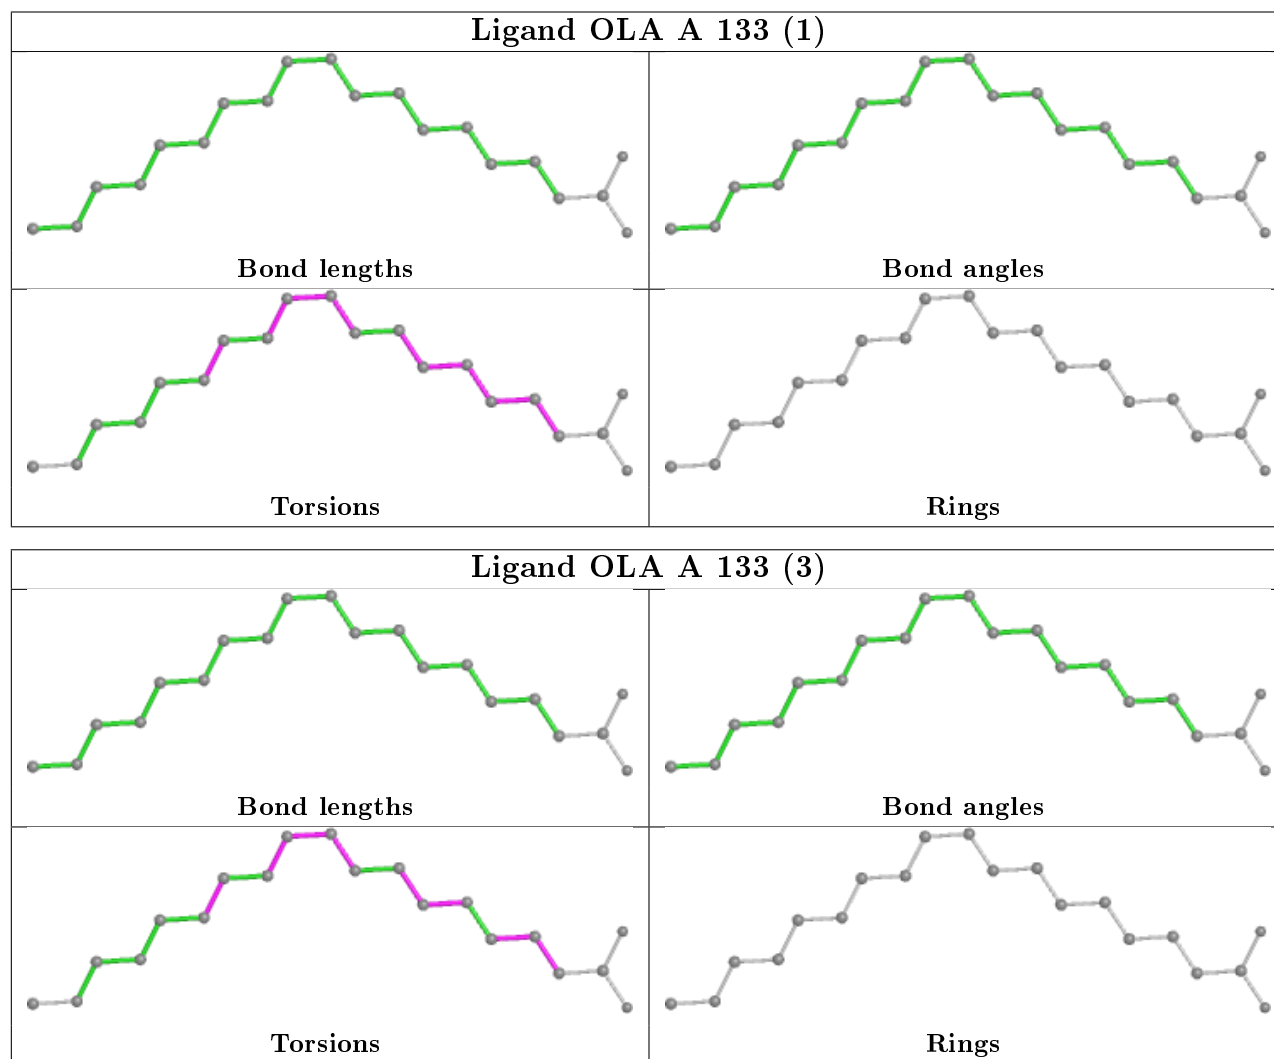 Ligand OLA A 133 (1)
Bond lengths
Bond angles
Torsions
Rings
Ligand OLA A 133 (3)
Bond lengths
Bond angles
Torsions
Rings